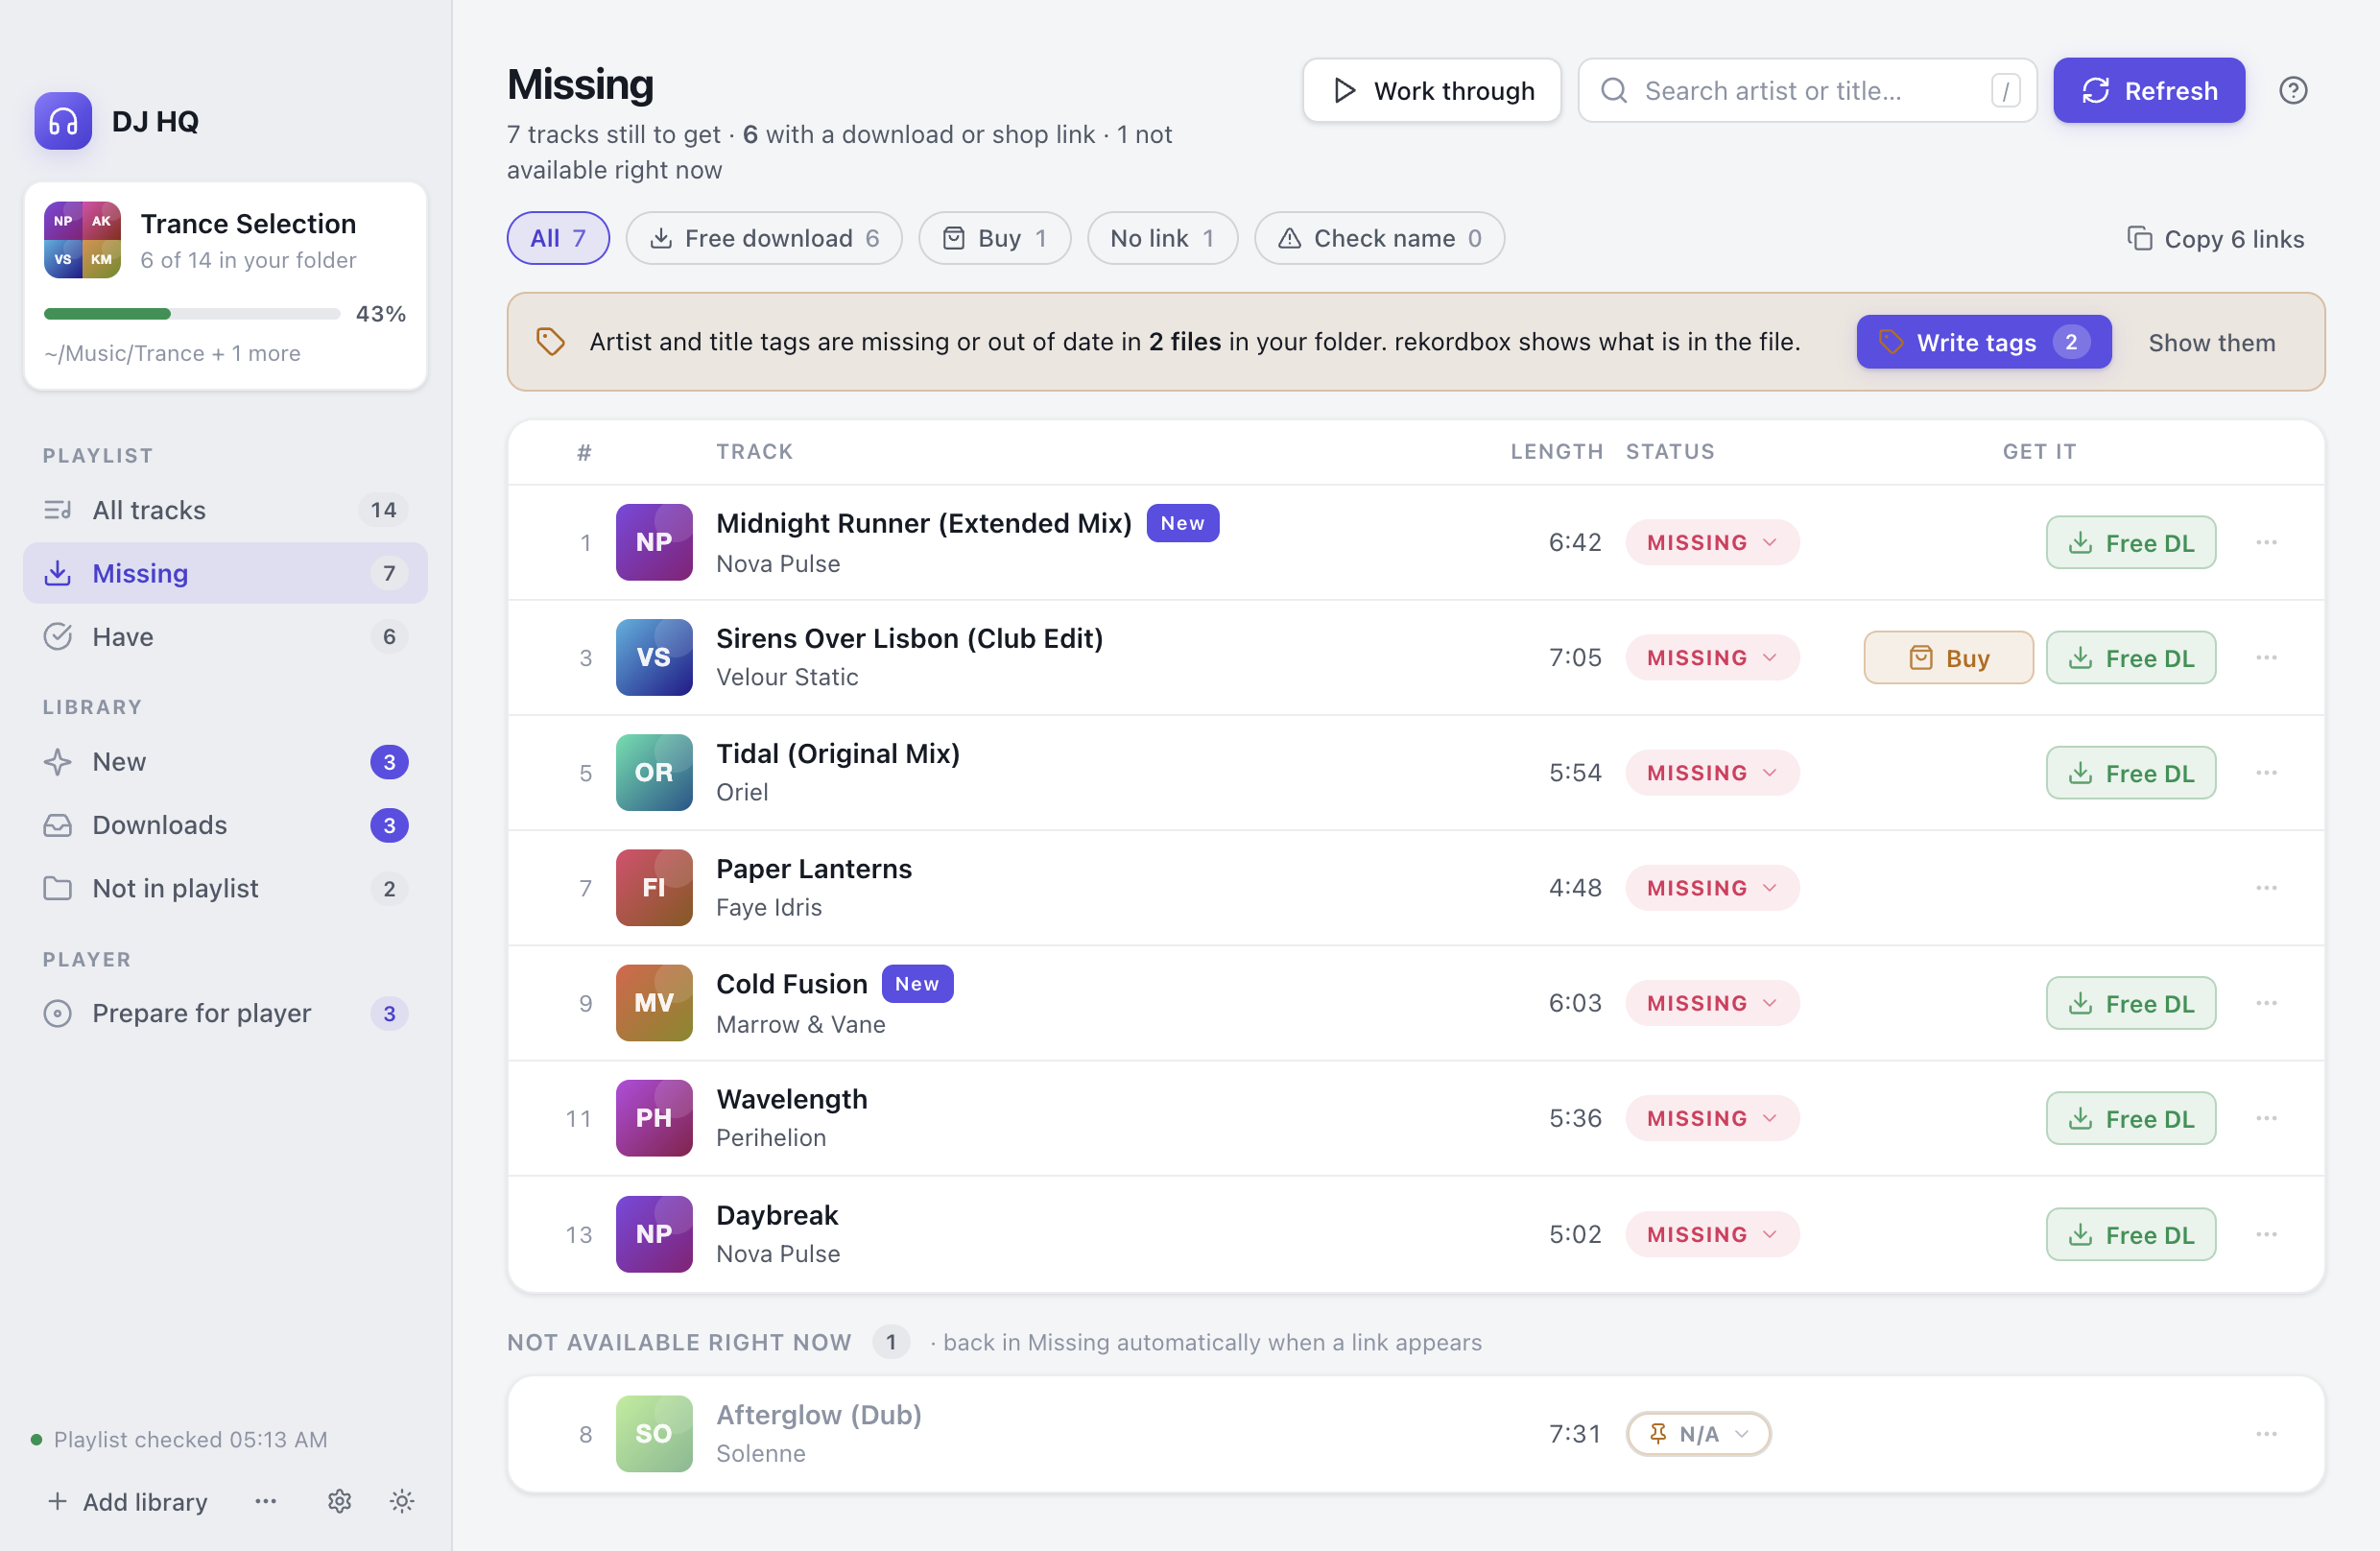 DJ HQ
NP AK
VS KM
Trance Selection
6 of 14 in your folder
43%
~/Music/Trance + 1 more
PLAYLIST
All tracks 14
Missing 7
Have 6
LIBRARY
New 3
Downloads 3
Not in playlist 2
PLAYER
Prepare for player 3
Playlist checked 05:13 AM
+ Add library ...
Missing
7 tracks still to get · 6 with a download or shop link · 1 not
available right now
Work through
Search artist or title...
/
Refresh
?
All 7
Free download 6
Buy 1
No link 1
Check name 0
Copy 6 links
Artist and title tags are missing or out of date in 2 files in your folder. rekordbox shows what is in the file.
Write tags 2
Show them
# TRACK LENGTH STATUS GET IT
1 NP Midnight Runner (Extended Mix) New 6:42 MISSING Free DL ...
Nova Pulse
3 VS Sirens Over Lisbon (Club Edit) 7:05 MISSING Buy Free DL ...
Velour Static
5 OR Tidal (Original Mix) 5:54 MISSING Free DL ...
Oriel
7 FI Paper Lanterns 4:48 MISSING ...
Faye Idris
9 MV Cold Fusion New 6:03 MISSING Free DL ...
Marrow & Vane
11 PH Wavelength 5:36 MISSING Free DL ...
Perihelion
13 NP Daybreak 5:02 MISSING Free DL ...
Nova Pulse
NOT AVAILABLE RIGHT NOW 1 · back in Missing automatically when a link appears
8 SO Afterglow (Dub) 7:31 N/A ...
Solenne